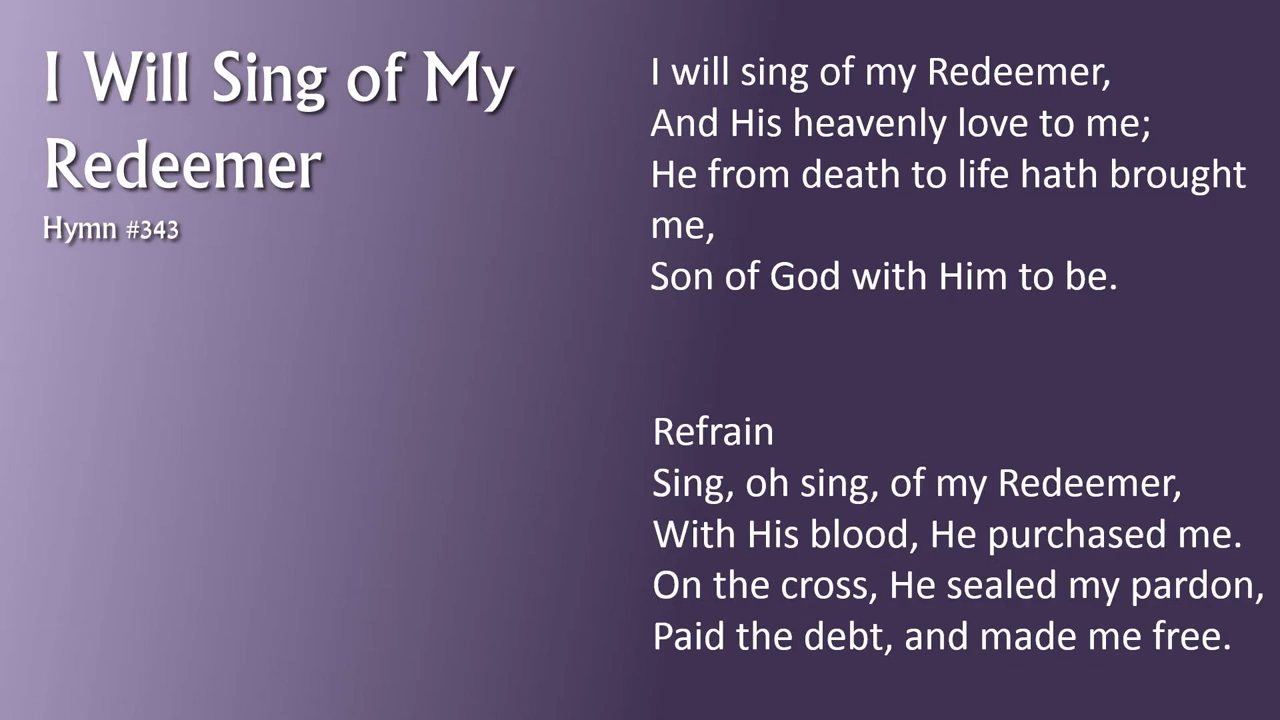 I Will Sing of My
Redeemer
Hymn #343
I will sing of my Redeemer,
And His heavenly love to me;
He from death to life hath brought
me,
Son of God with Him to be.
Refrain
Sing, oh sing, of my Redeemer,
With His blood, He purchased me.
On the cross, He sealed my pardon,
Paid the debt, and made me free.